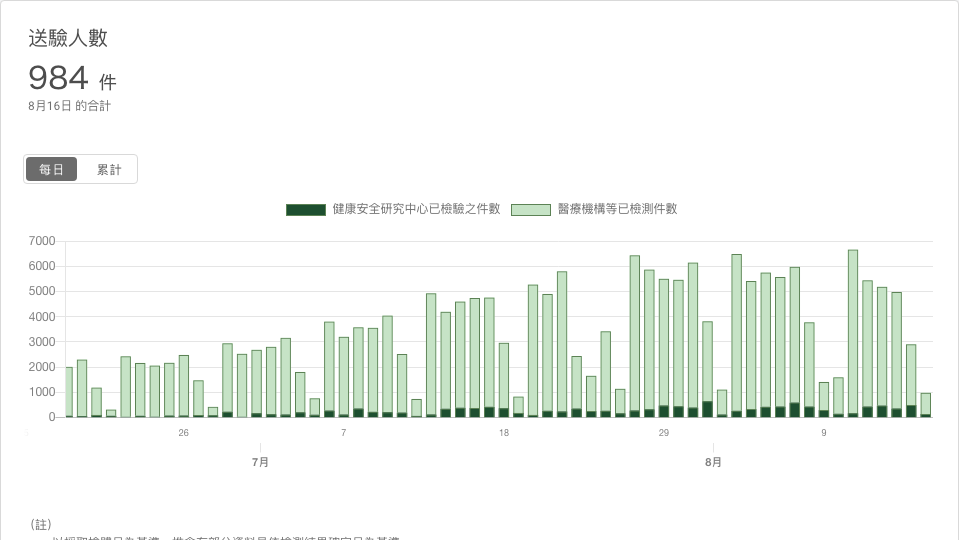 送驗人數
984 件
8月16日 的合計
每日 累計
健康安全研究中心已檢驗之件數 醫療機構等已檢測件數
7000
6000
5000
4000
3000
2000
1000
0
26 7 18 29 9
7月 8月
(註)